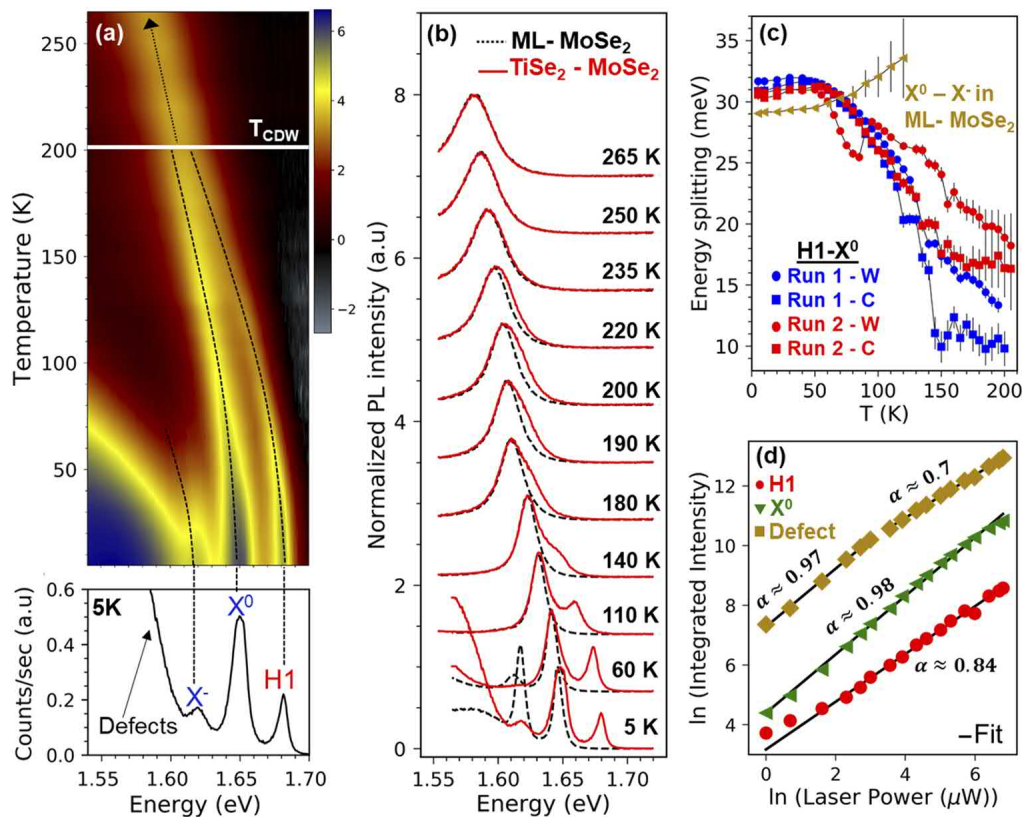 (a)
T_CDW
250
200
150
100
50
Temperature (K)
6
4
2
0
−2
5K
X⁰
X⁻
H1
Defects
0.6
0.4
0.2
0.0
Counts/sec (a.u)
1.55 1.60 1.65 1.70
Energy (eV)
(b)
ML- MoSe₂
TiSe₂ - MoSe₂
8
4
2
0
Normalized PL intensity (a.u)
265 K
250 K
235 K
220 K
200 K
190 K
180 K
140 K
110 K
60 K
5 K
1.55 1.60 1.65 1.70
Energy (eV)
(c)
X⁰ – X⁻ in
ML- MoSe₂
H1-X⁰
Run 1 - W
Run 1 - C
Run 2 - W
Run 2 - C
35
30
25
20
15
10
Energy splitting (meV)
0 25 50 75 100 125 150 175 200
T (K)
(d)
H1
X⁰
Defect
α ≈ 0.7
α ≈ 0.97
α ≈ 0.98
α ≈ 0.84
–Fit
12
10
8
6
4
ln (Integrated Intensity)
0 2 4 6
ln (Laser Power (μW))